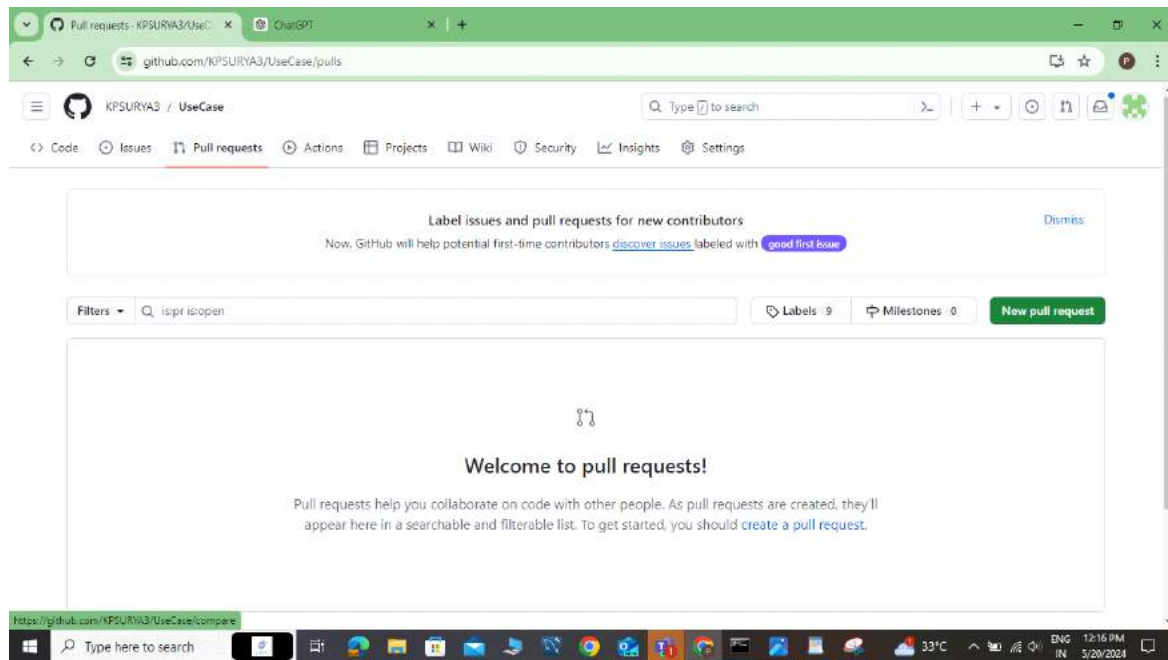 Pull requests · KPSURYA3/UseC
ChatGPT
github.com/KPSURYA3/UseCase/pulls
KPSURYA3 / UseCase
Type / to search
Code Issues Pull requests Actions Projects Wiki Security Insights Settings
Label issues and pull requests for new contributors
Dismiss
Now, GitHub will help potential first-time contributors discover issues labeled with good first issue
Filters is:pr is:open Labels 9 Milestones 0 New pull request
Welcome to pull requests!
Pull requests help you collaborate on code with other people. As pull requests are created, they'll
appear here in a searchable and filterable list. To get started, you should create a pull request.
https://github.com/KPSURYA3/UseCase/compare
Type here to search
33°C
ENG
IN
12:16 PM
5/20/2024